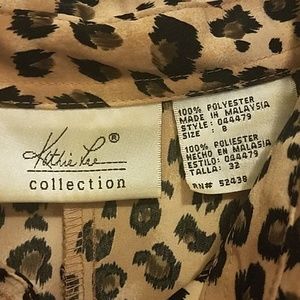 Kathie Lee ®
collection
100% POLYESTER
MADE IN MALAYSIA
STYLE: 044479
SIZE: 8
100% POLIESTER
HECHO EN MALASIA
ESTILO: 044479
TALLA: 32
RN# 52438